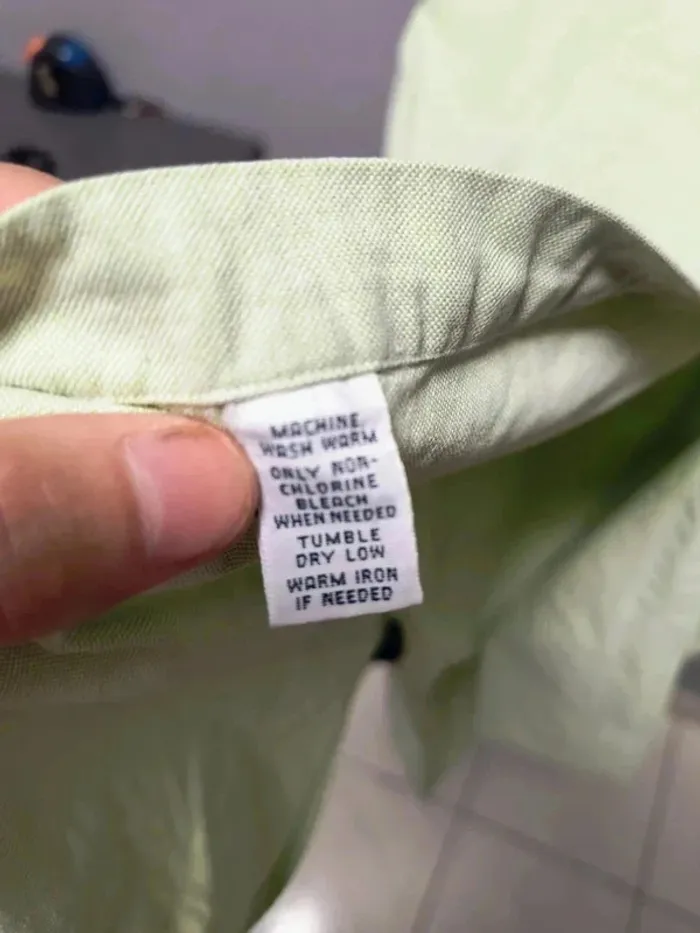 MACHINE
WASH WARM
ONLY NON-
CHLORINE
BLEACH
WHEN NEEDED
TUMBLE
DRY LOW
WARM IRON
IF NEEDED